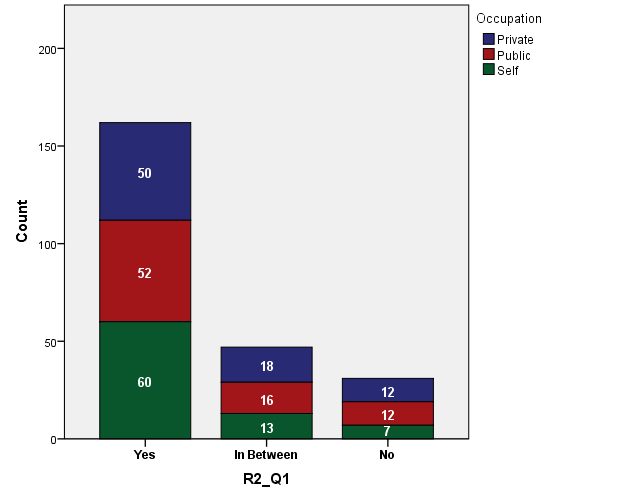 Occupation
Private
Public
Self
Count
200
150
100
50
0
50
52
60
18
16
13
12
12
7
Yes
In Between
No
R2_Q1